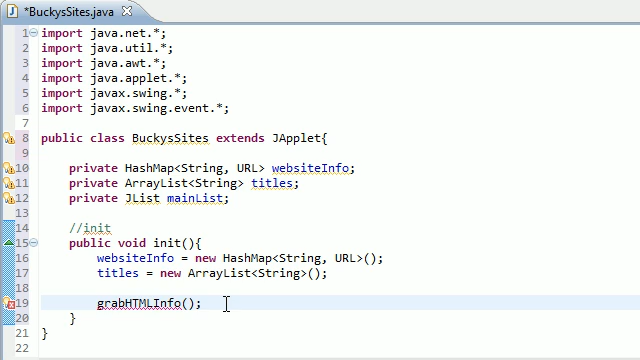 *BuckysSites.java
1 import java.net.*;
2 import java.util.*;
3 import java.awt.*;
4 import java.applet.*;
5 import javax.swing.*;
6 import javax.swing.event.*;
7
8 public class BuckysSites extends JApplet{
9
10 private HashMap<String, URL> websiteInfo;
11 private ArrayList<String> titles;
12 private JList mainList;
13
14 //init
15 public void init(){
16 websiteInfo = new HashMap<String, URL>();
17 titles = new ArrayList<String>();
18
19 grabHTMLInfo();
20 }
21 }
22